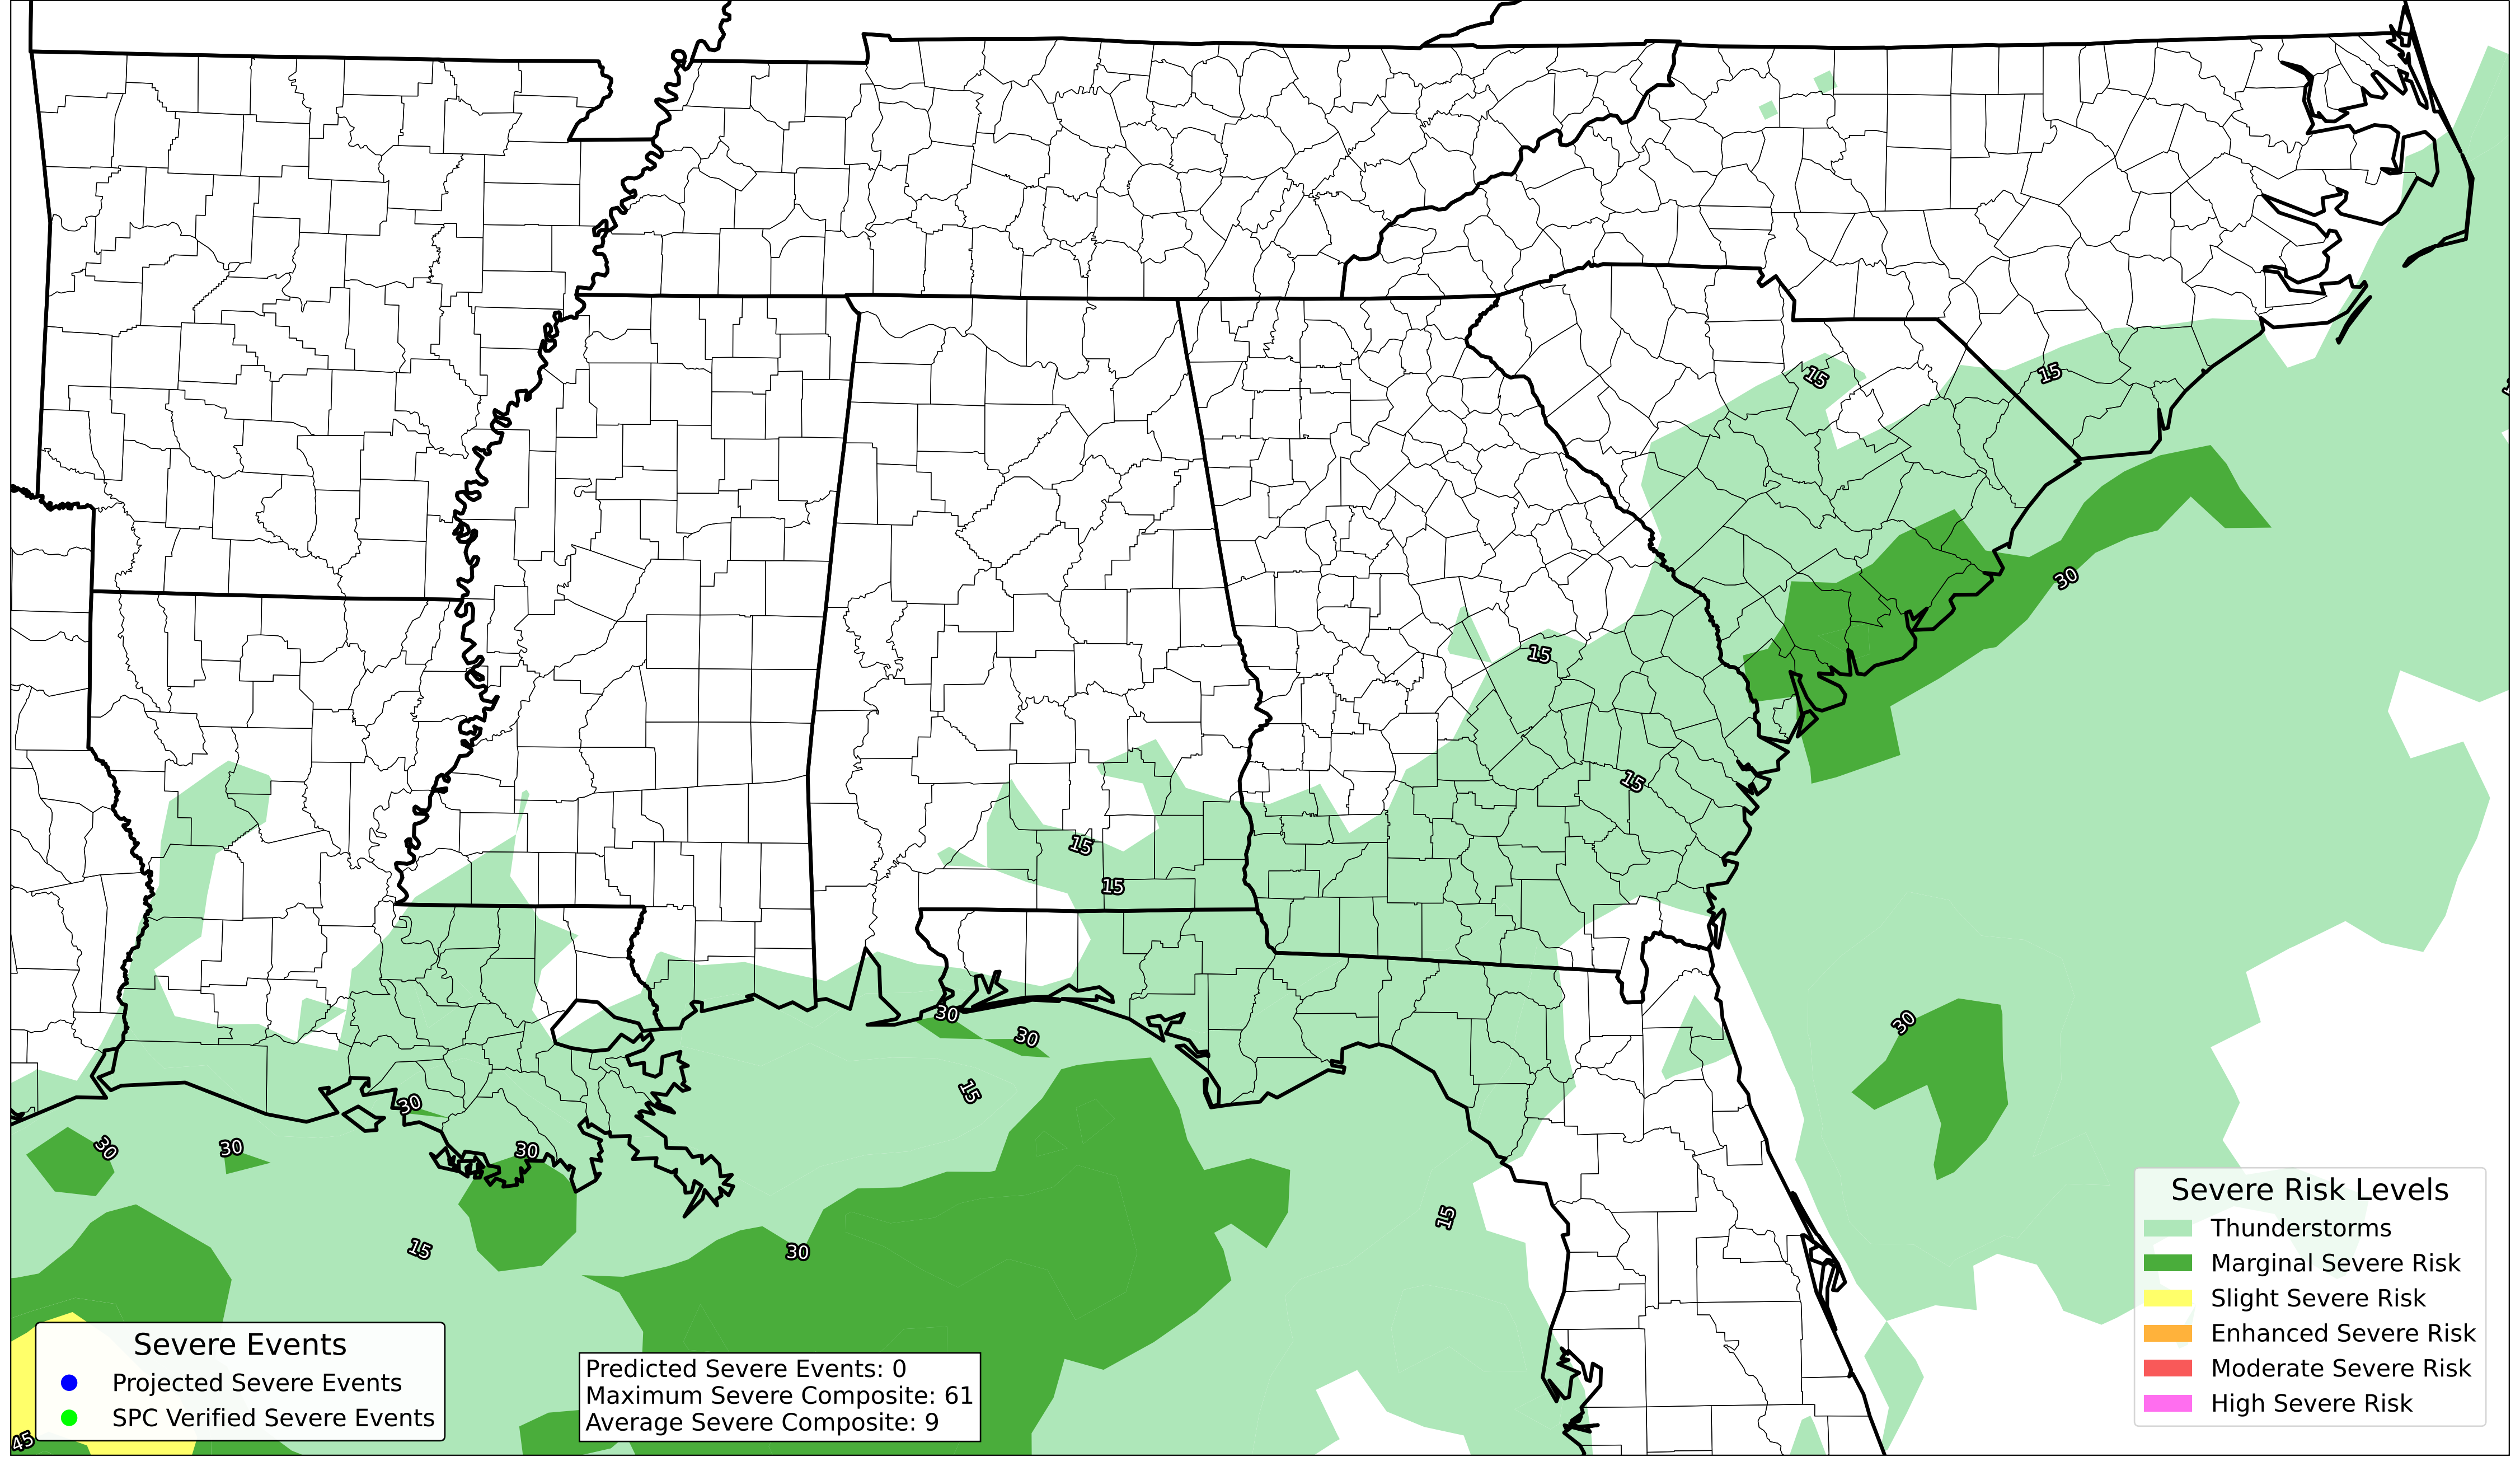 15
15
30
15
15
15
15
30
30
30
15
30
30
30
30
15
15
30
45
Severe Risk Levels
Thunderstorms
Marginal Severe Risk
Slight Severe Risk
Enhanced Severe Risk
Moderate Severe Risk
High Severe Risk
Severe Events
Projected Severe Events
SPC Verified Severe Events
Predicted Severe Events: 0
Maximum Severe Composite: 61
Average Severe Composite: 9